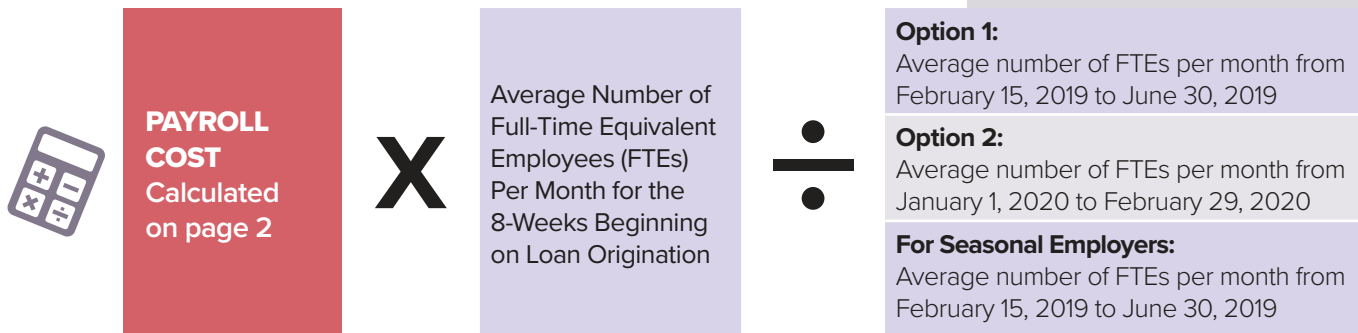 PAYROLL
COST
Calculated
on page 2
X
Average Number of
Full-Time Equivalent
Employees (FTEs)
Per Month for the
8-Weeks Beginning
on Loan Origination
÷
Option 1:
Average number of FTEs per month from
February 15, 2019 to June 30, 2019
Option 2:
Average number of FTEs per month from
January 1, 2020 to February 29, 2020
For Seasonal Employers:
Average number of FTEs per month from
February 15, 2019 to June 30, 2019